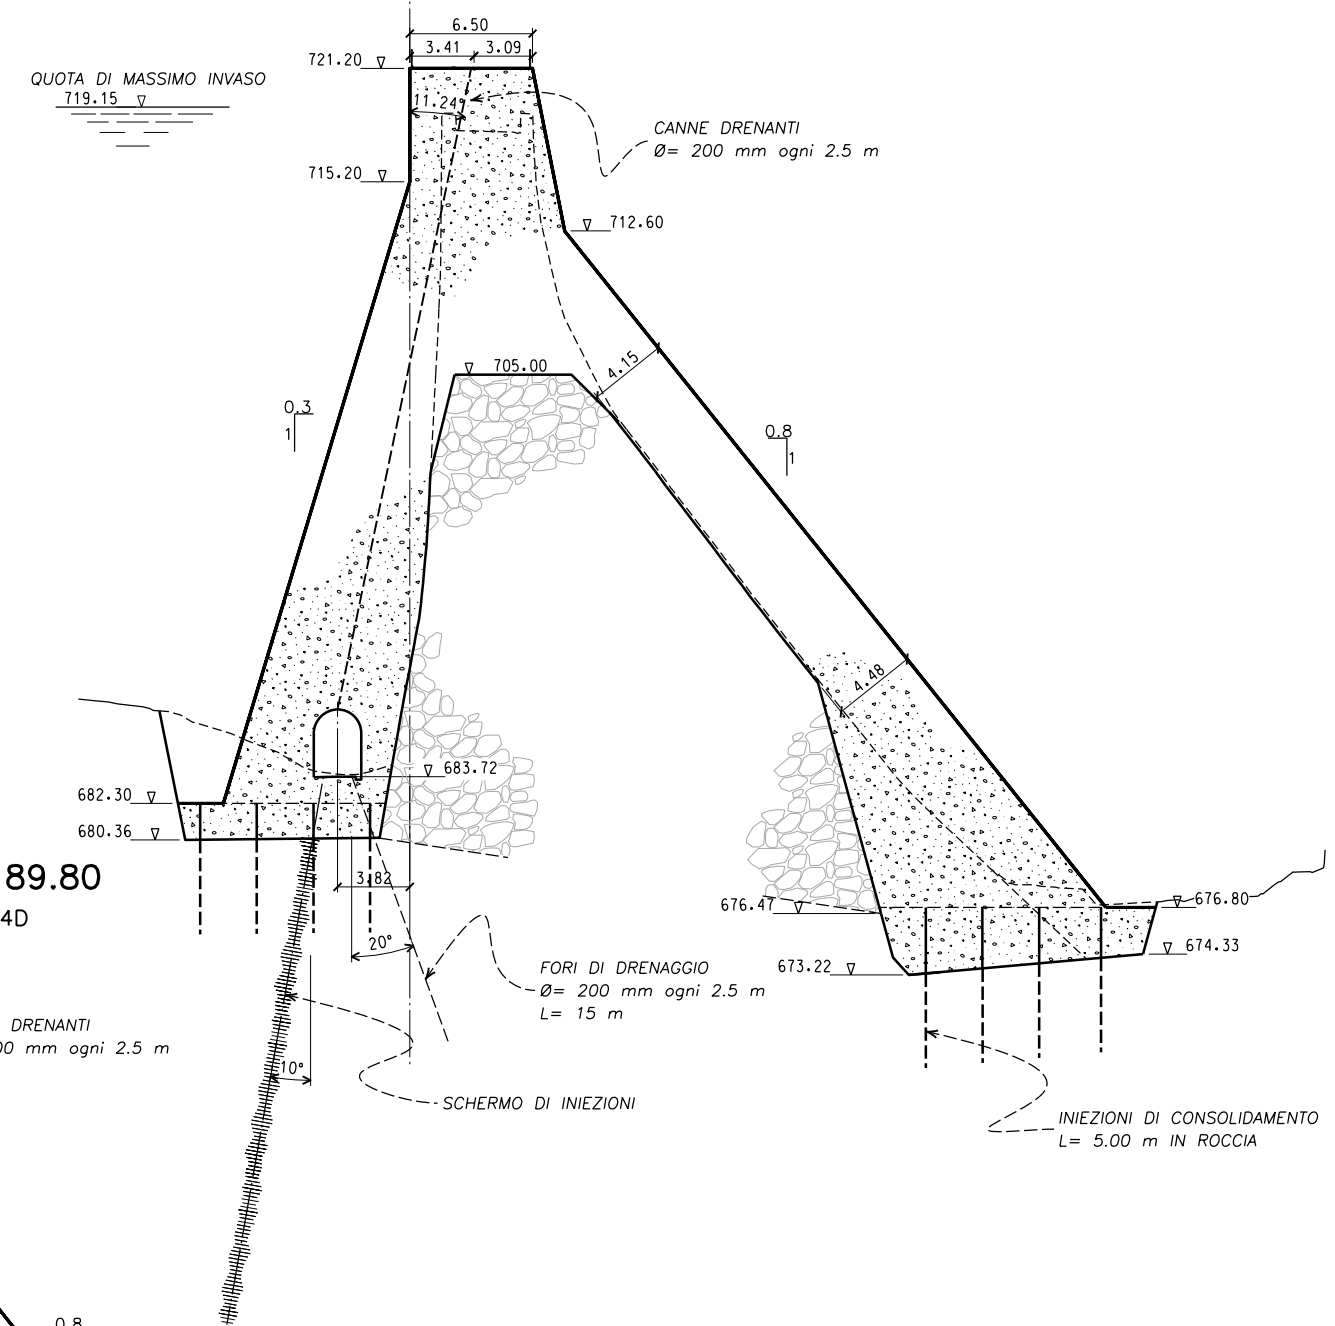 6.50
3.41 3.09
721.20
QUOTA DI MASSIMO INVASO
719.15
11.24°
CANNE DRENANTI
Ø= 200 mm ogni 2.5 m
715.20
712.60
4.15
705.00
0.3
1
0.8
1
4.48
683.72
682.30
680.36
89.80
4D
3.82
676.47
676.80
20°
673.22
674.33
FORI DI DRENAGGIO
Ø= 200 mm ogni 2.5 m
L= 15 m
DRENANTI
00 mm ogni 2.5 m
10°
SCHERMO DI INIEZIONI
INIEZIONI DI CONSOLIDAMENTO
L= 5.00 m IN ROCCIA
0.8